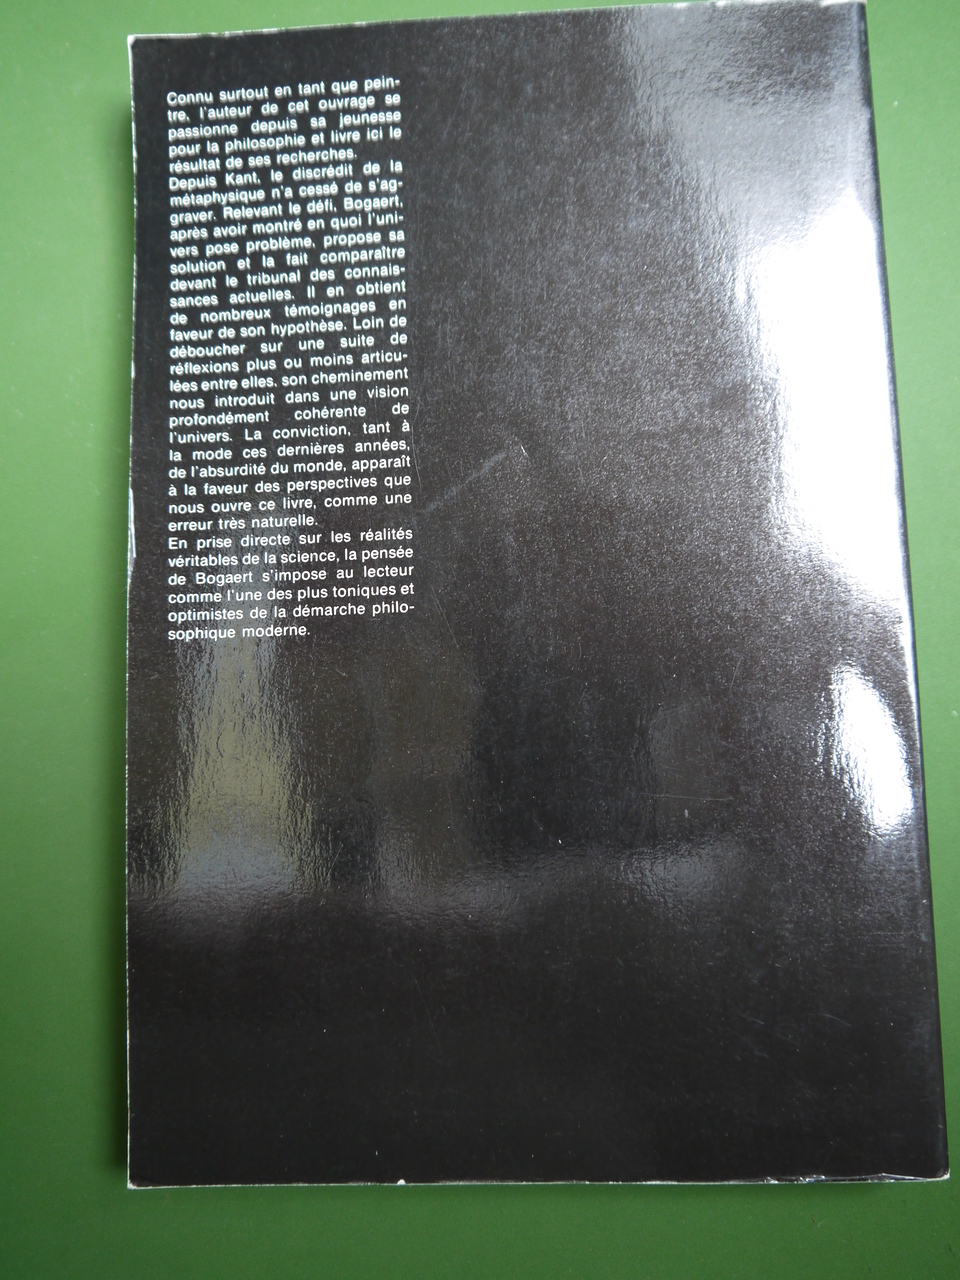 Connu surtout en tant que pein-
tre, l'auteur de cet ouvrage se
passionne depuis sa jeunesse
pour la philosophie et livre ici le
résultat de ses recherches.
Depuis Kant, le discrédit de la
métaphysique n'a cessé de s'ag-
graver. Relevant le défi, Bogaert,
après avoir montré en quoi l'uni-
vers pose problème, propose sa
solution et la fait comparaître
devant le tribunal des connais-
sances actuelles. Il en obtient
de nombreux témoignages en
faveur de son hypothèse. Loin de
déboucher sur une suite de
réflexions plus ou moins articu-
lées entre elles, son cheminement
nous introduit dans une vision
profondément cohérente de
l'univers. La conviction, tant à
la mode ces dernières années,
de l'absurdité du monde, apparaît
à la faveur des perspectives que
nous ouvre ce livre, comme une
erreur très naturelle.
En prise directe sur les réalités
véritables de la science, la pensée
de Bogaert s'impose au lecteur
comme l'une des plus toniques et
optimistes de la démarche philo-
sophique moderne.